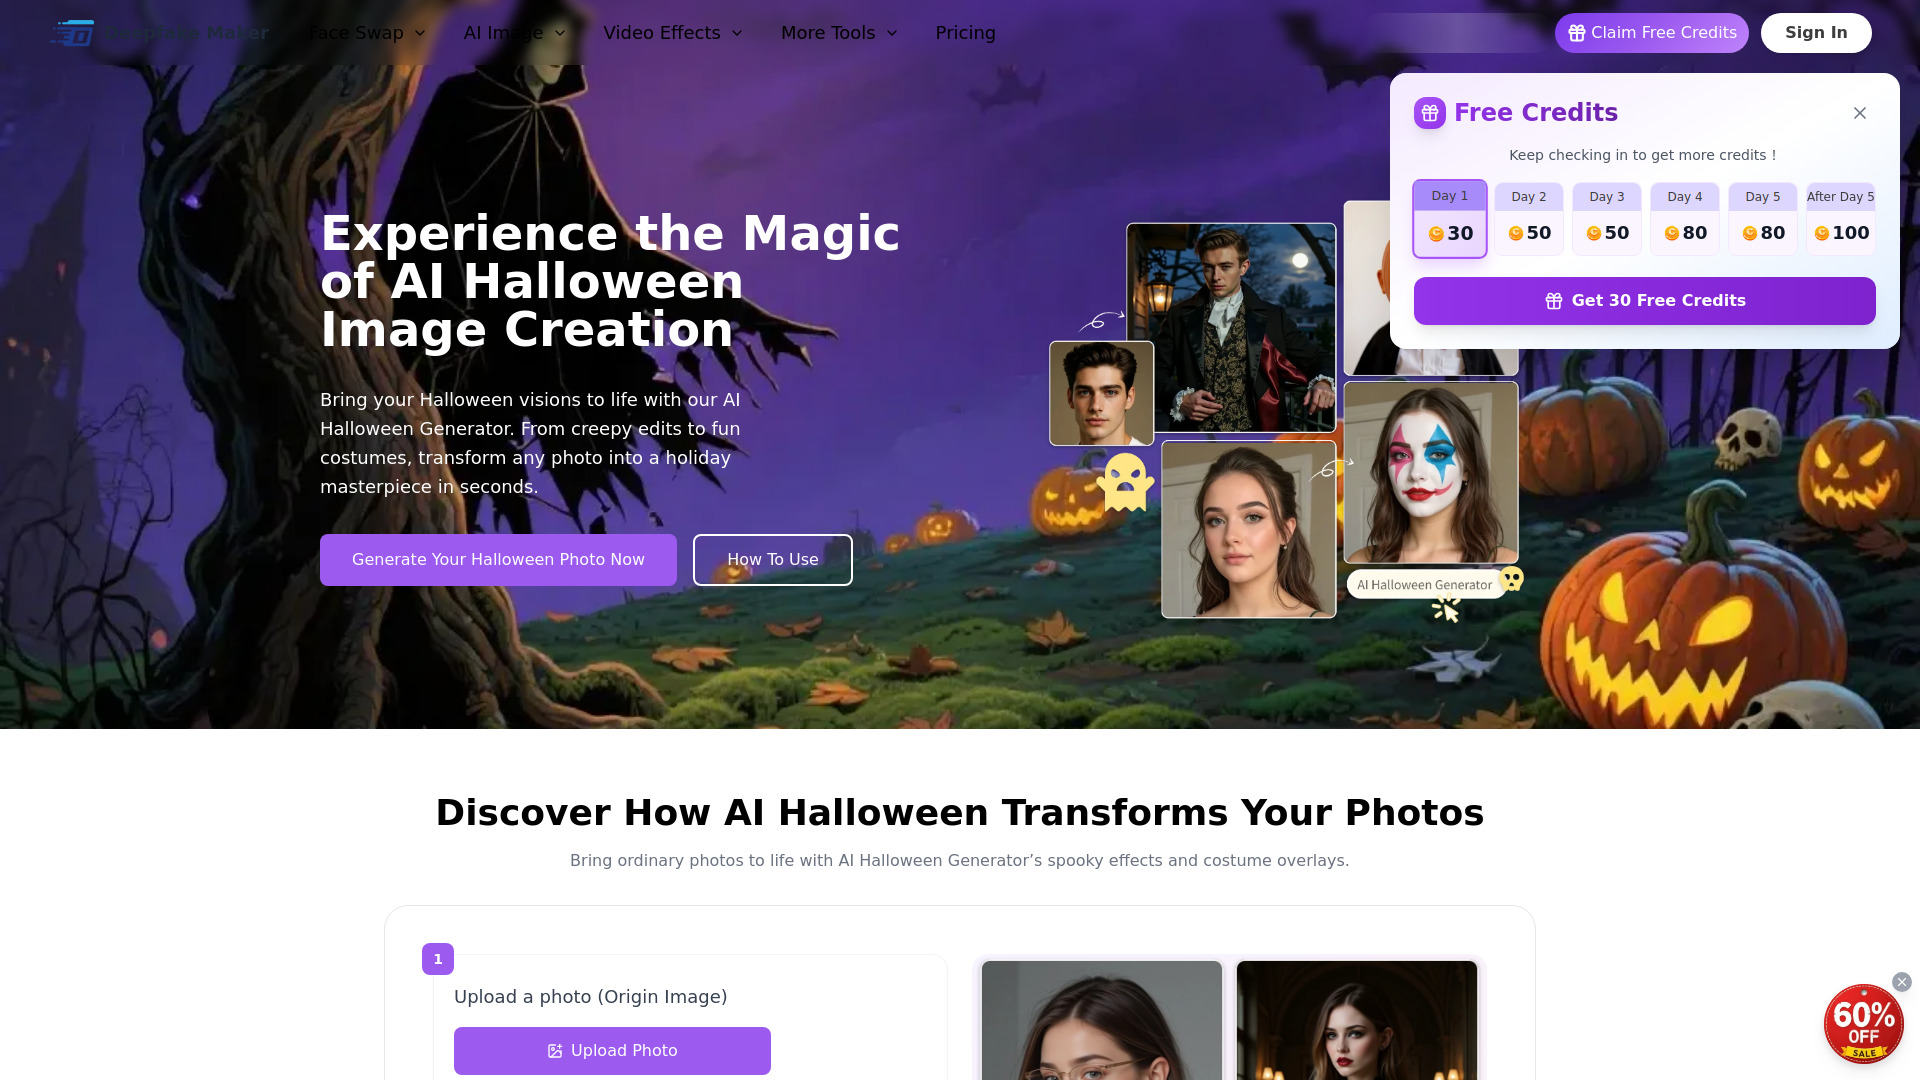 DeepFake Maker
Face Swap
AI Image
Video Effects
More Tools
Pricing
Claim Free Credits
Sign In
Free Credits
Keep checking in to get more credits !
Day 1
Day 2
Day 3
Day 4
Day 5
After Day 5
30
50
50
80
80
100
Get 30 Free Credits
Experience the Magic
of AI Halloween
Image Creation
Bring your Halloween visions to life with our AI
Halloween Generator. From creepy edits to fun
costumes, transform any photo into a holiday
masterpiece in seconds.
Generate Your Halloween Photo Now
How To Use
AI Halloween Generator
Discover How AI Halloween Transforms Your Photos
Bring ordinary photos to life with AI Halloween Generator’s spooky effects and costume overlays.
1
Upload a photo (Origin Image)
Upload Photo
60%
OFF
SALE